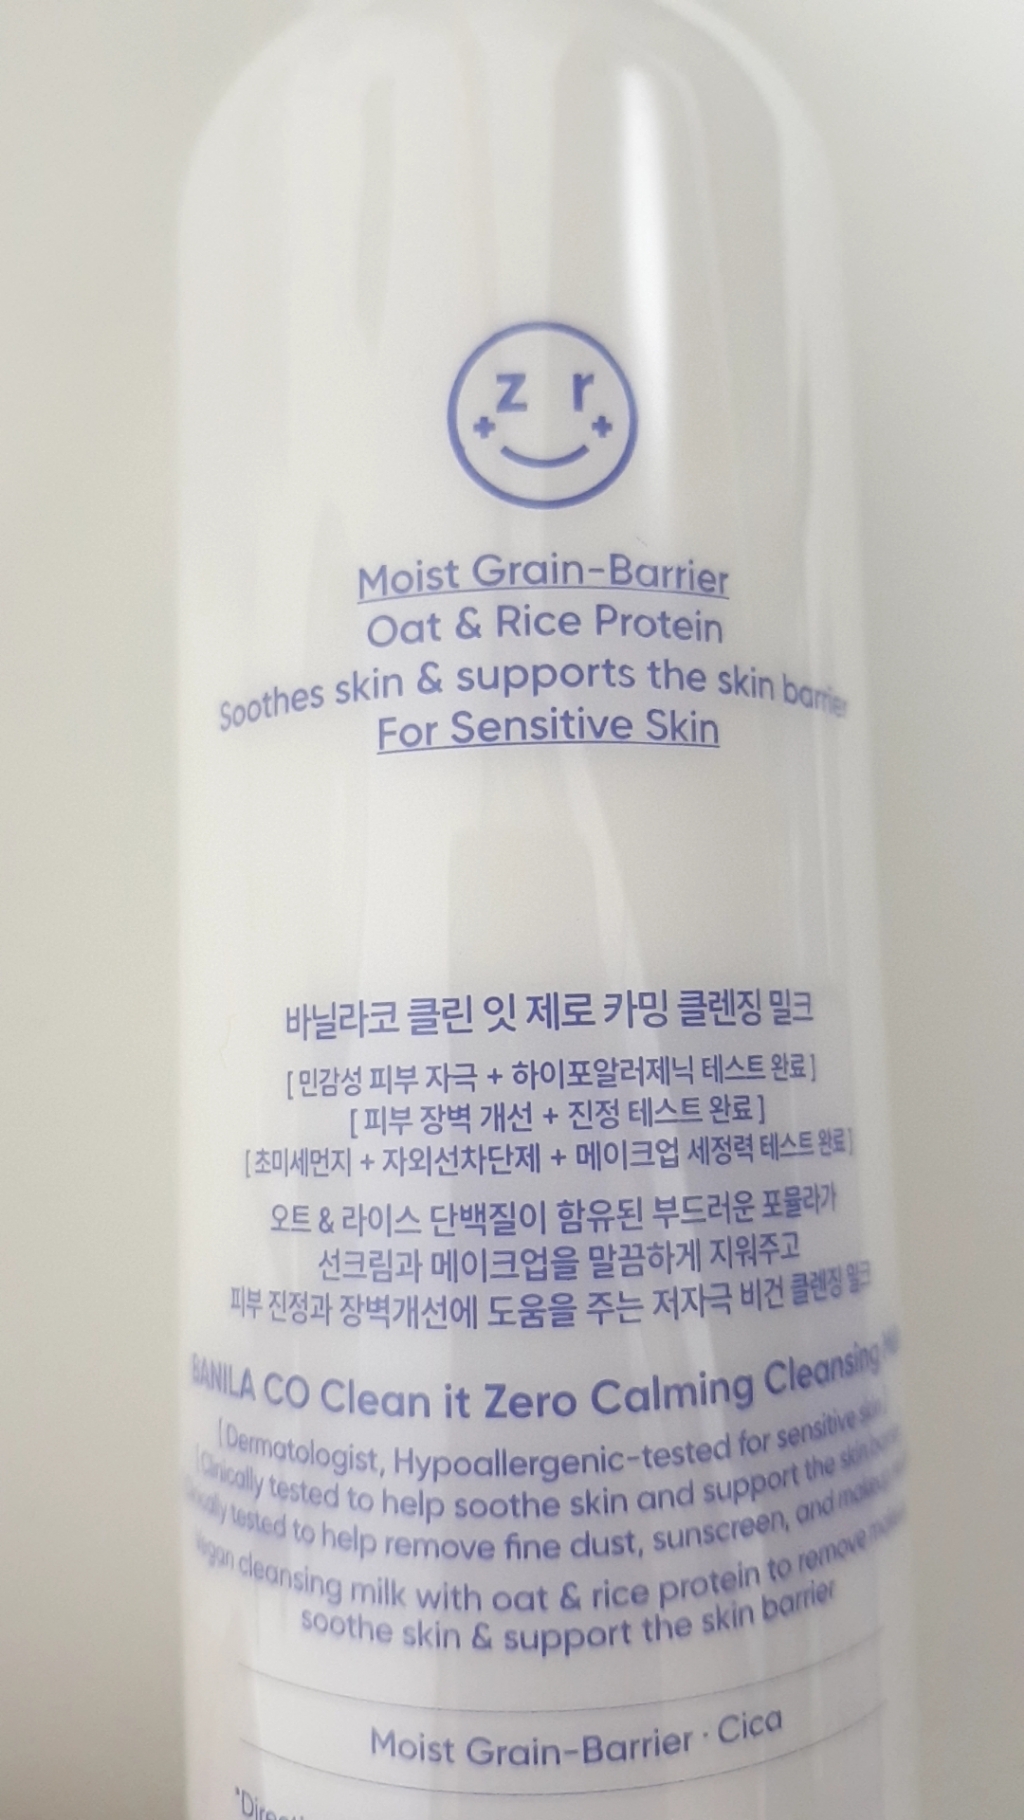 z r
Moist Grain-Barrier
Oat & Rice Protein
Soothes skin & supports the skin barrier
For Sensitive Skin
바닐라코 클린 잇 제로 카밍 클렌징 밀크
[ 민감성 피부 자극 + 하이포알러제닉 테스트 완료 ]
[ 피부 장벽 개선 + 진정 테스트 완료 ]
[ 초미세먼지 + 자외선차단제 + 메이크업 세정력 테스트 완료 ]
오트 & 라이스 단백질이 함유된 부드러운 포뮬라가
선크림과 메이크업을 말끔하게 지워주고
피부 진정과 장벽개선에 도움을 주는 저자극 비건 클렌징 밀크
BANILA CO Clean it Zero Calming Cleansing
[ Dermatologist, Hypoallergenic-tested for sensitive skin ]
[ Clinically tested to help soothe skin and support the skin
tested to help remove fine dust, sunscreen, and
Vegan cleansing milk with oat & rice protein to remove
soothe skin & support the skin barrier
Moist Grain-Barrier · Cica